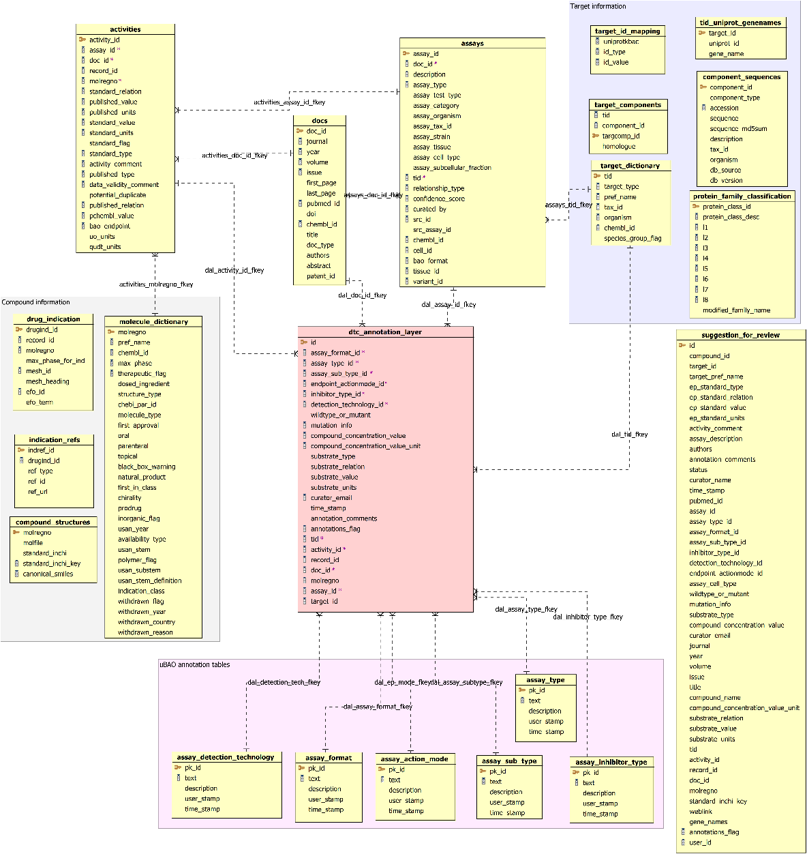 activities
activity_id
assay_id
doc_id
record_id
molregno
standard_relation
published_value
published_units
standard_value
standard_units
standard_flag
standard_type
activity_comment
published_type
data_validity_comment
potential_duplicate
published_relation
pchembl_value
bao_endpoint
uo_units
qudt_units
assays
assay_id
doc_id
description
assay_type
assay_test_type
assay_category
assay_organism
assay_tax_id
assay_strain
assay_tissue
assay_cell_type
assay_subcellular_fraction
tid
relationship_type
confidence_score
curated_by
src_id
src_assay_id
chembl_id
cell_id
bao_format
tissue_id
variant_id
docs
doc_id
journal
year
volume
issue
first_page
last_page
pubmed_id
doi
chembl_id
title
doc_type
authors
abstract
patent_id
Target information
target_id_mapping
uniprotkbac
id_type
id_value
tid_uniprot_genenames
target_id
uniprot_id
gene_name
component_sequences
component_id
component_type
accession
sequence
sequence_md5sum
description
tax_id
organism
db_source
db_version
target_components
tid
component_id
targcomp_id
homologue
target_dictionary
tid
target_type
pref_name
tax_id
organism
chembl_id
species_group_flag
protein_family_classification
protein_class_id
protein_class_desc
l1
l2
l3
l4
l5
l6
l7
l8
modified_family_name
activities_assay_id_fkey
activities_doc_id_fkey
assays_doc_id_fkey
assays_tid_fkey
dal_activity_id_fkey
activities_molregno_fkey
dal_doc_id_fkey
dal_assay_id_fkey
dal_tid_fkey
Compound information
drug_indication
drugind_id
record_id
molregno
max_phase_for_ind
mesh_id
mesh_heading
efo_id
efo_term
indication_refs
indref_id
drugind_id
ref_type
ref_id
ref_url
compound_structures
molregno
molfile
standard_inchi
standard_inchi_key
canonical_smiles
molecule_dictionary
molregno
pref_name
chembl_id
max_phase
therapeutic_flag
dosed_ingredient
structure_type
chebi_par_id
molecule_type
first_approval
oral
parenteral
topical
black_box_warning
natural_product
first_in_class
chirality
prodrug
inorganic_flag
usan_year
availability_type
usan_stem
polymer_flag
usan_substem
usan_stem_definition
indication_class
withdrawn_flag
withdrawn_year
withdrawn_country
withdrawn_reason
dtc_annotation_layer
id
assay_format_id
assay_type_id
assay_sub_type_id
endpoint_actionmode_id
inhibitor_type_id
detection_technology_id
wildtype_or_mutant
mutation_info
compound_concentration_value
compound_concentration_value_unit
substrate_type
substrate_relation
substrate_value
substrate_units
curator_email
time_stamp
annotation_comments
annotations_flag
tid
activity_id
record_id
doc_id
molregno
assay_id
target_id
suggestion_for_review
id
compound_id
target_id
target_pref_name
ep_standard_type
ep_standard_relation
ep_standard_value
ep_standard_units
activity_comment
assay_description
authors
annotation_comments
status
curator_name
time_stamp
pubmed_id
assay_id
assay_type_id
assay_format_id
assay_sub_type_id
inhibitor_type_id
detection_technology_id
endpoint_actionmode_id
assay_cell_type
wildtype_or_mutant
mutation_info
substrate_type
compound_concentration_value
curator_email
journal
year
volume
issue
title
compound_name
compound_concentration_value_unit
substrate_relation
substrate_value
substrate_units
tid
activity_id
record_id
doc_id
molregno
standard_inchi_key
weblink
gene_names
annotations_flag
user_id
dal_assay_type_fkey
dal_inhibitor_type_fkey
uBAO annotation tables
dal_detection_tech_fkey
dal_ep_mode_fkey
dal_assay_subtype_fkey
dal_assay_format_fkey
assay_type
pk_id
text
description
user_stamp
time_stamp
assay_detection_technology
pk_id
text
description
user_stamp
time_stamp
assay_format
pk_id
text
description
user_stamp
time_stamp
assay_action_mode
pk_id
text
description
user_stamp
time_stamp
assay_sub_type
pk_id
text
description
user_stamp
time_stamp
assay_inhibitor_type
pk_id
text
description
user_stamp
time_stamp